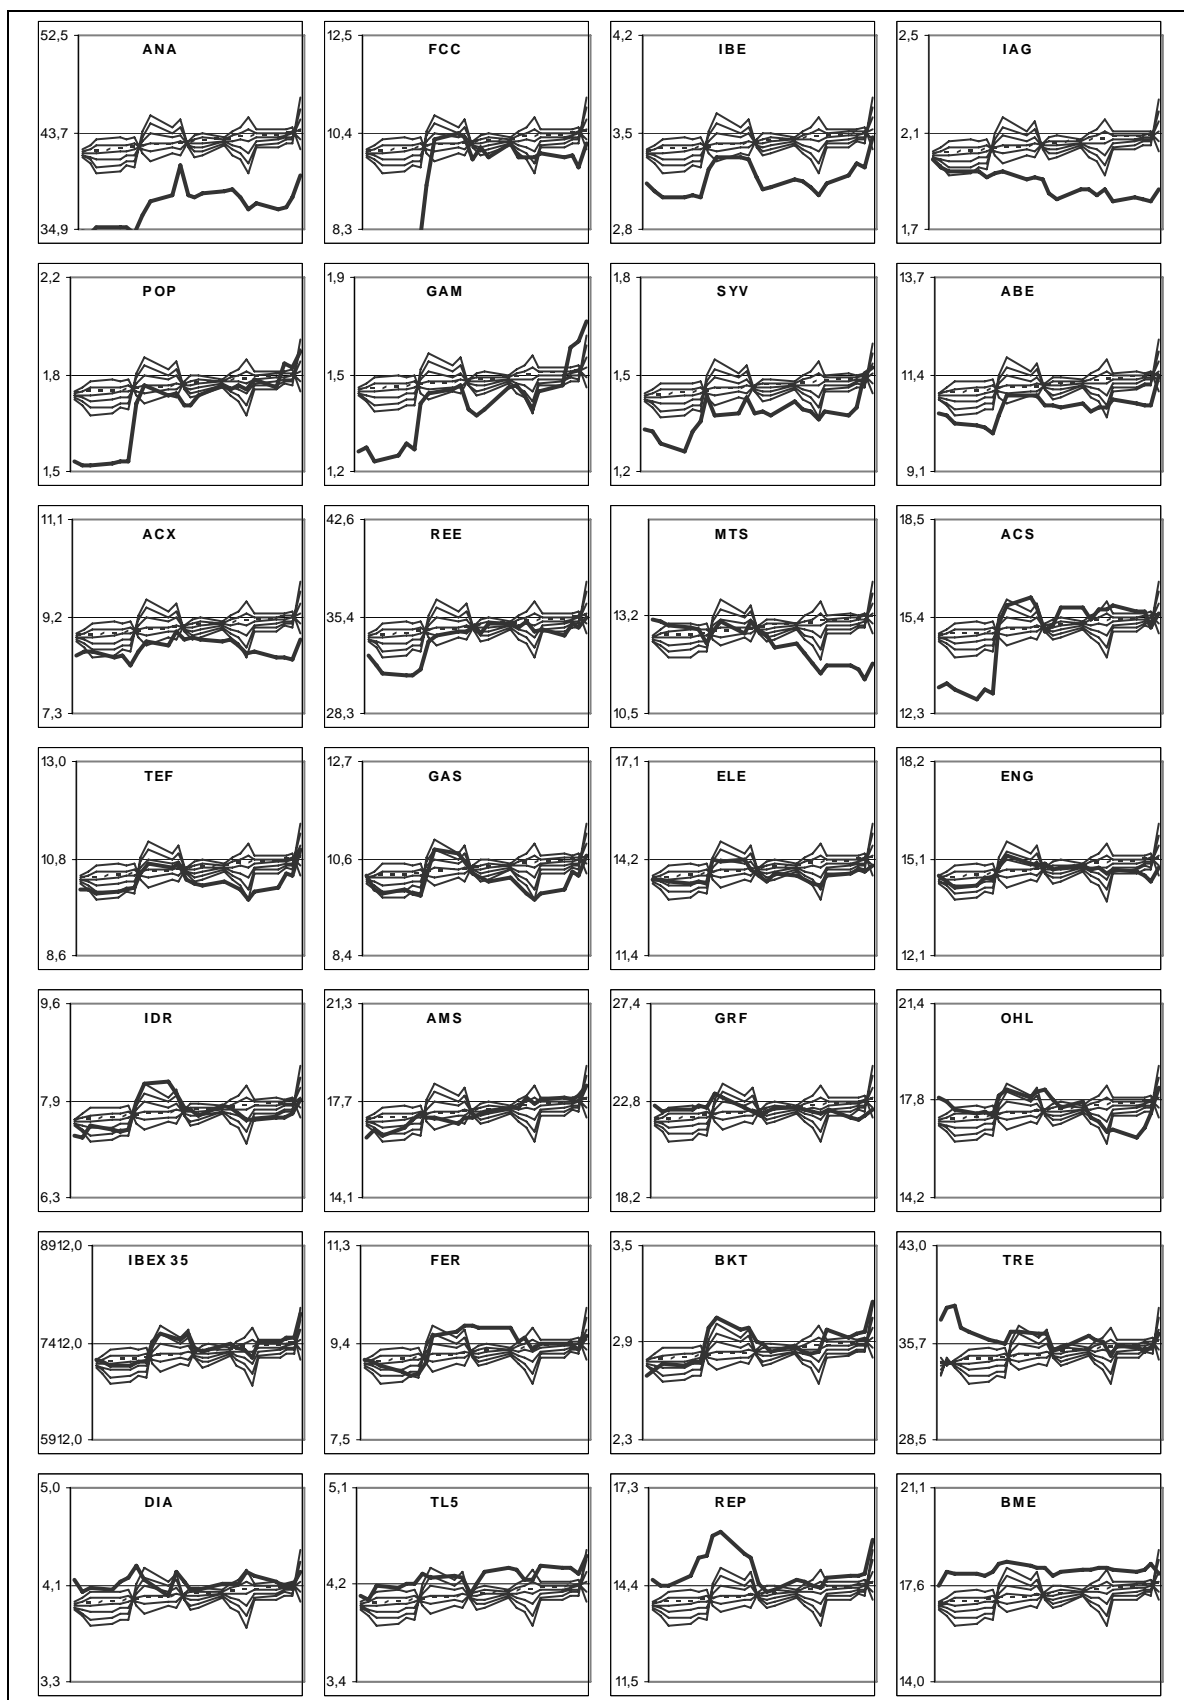 52,5
ANA
43,7
34,9
12,5
FCC
10,4
8,3
4,2
IBE
3,5
2,8
2,5
IAG
2,1
1,7
2,2
POP
1,8
1,5
1,9
GAM
1,5
1,2
1,8
SYV
1,5
1,2
13,7
ABE
11,4
9,1
11,1
ACX
9,2
7,3
42,6
REE
35,4
28,3
MTS
13,2
10,5
18,5
ACS
15,4
12,3
13,0
TEF
10,8
8,6
12,7
GAS
10,6
8,4
17,1
ELE
14,2
11,4
18,2
ENG
15,1
12,1
9,6
IDR
7,9
6,3
21,3
AMS
17,7
14,1
27,4
GRF
22,8
18,2
21,4
OHL
17,8
14,2
8912,0
IBEX 35
7412,0
5912,0
11,3
FER
9,4
7,5
3,5
BKT
2,9
2,3
43,0
TRE
35,7
28,5
5,0
DIA
4,1
3,3
5,1
TL5
4,2
3,4
17,3
REP
14,4
11,5
21,1
BME
17,6
14,0